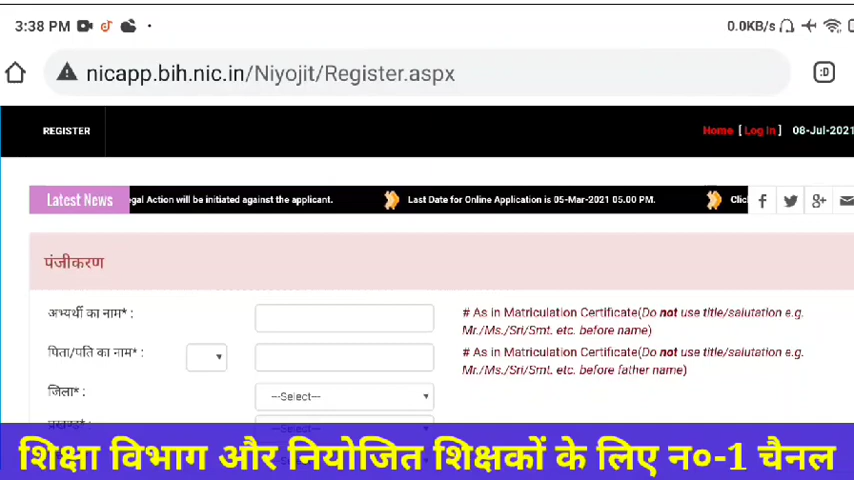 3:38 PM
0.0KB/s
nicapp.bih.nic.in/Niyojit/Register.aspx
:D
REGISTER
Home [ Log In ] 08-Jul-2021
Latest News
egal Action will be initiated against the applicant.
Last Date for Online Application is 05-Mar-2021 05.00 PM.
Clic
पंजीकरण
अभ्यर्थी का नाम* :
# As in Matriculation Certificate(Do not use title/salutation e.g.
Mr./Ms./Sri/Smt. etc. before name)
पिता/पति का नाम* :
# As in Matriculation Certificate(Do not use title/salutation e.g.
Mr./Ms./Sri/Smt. etc. before father name)
जिला* :
---Select---
प्रखण्ड* :
---Select---
शिक्षा विभाग और नियोजित शिक्षकों के लिए न०-1 चैनल